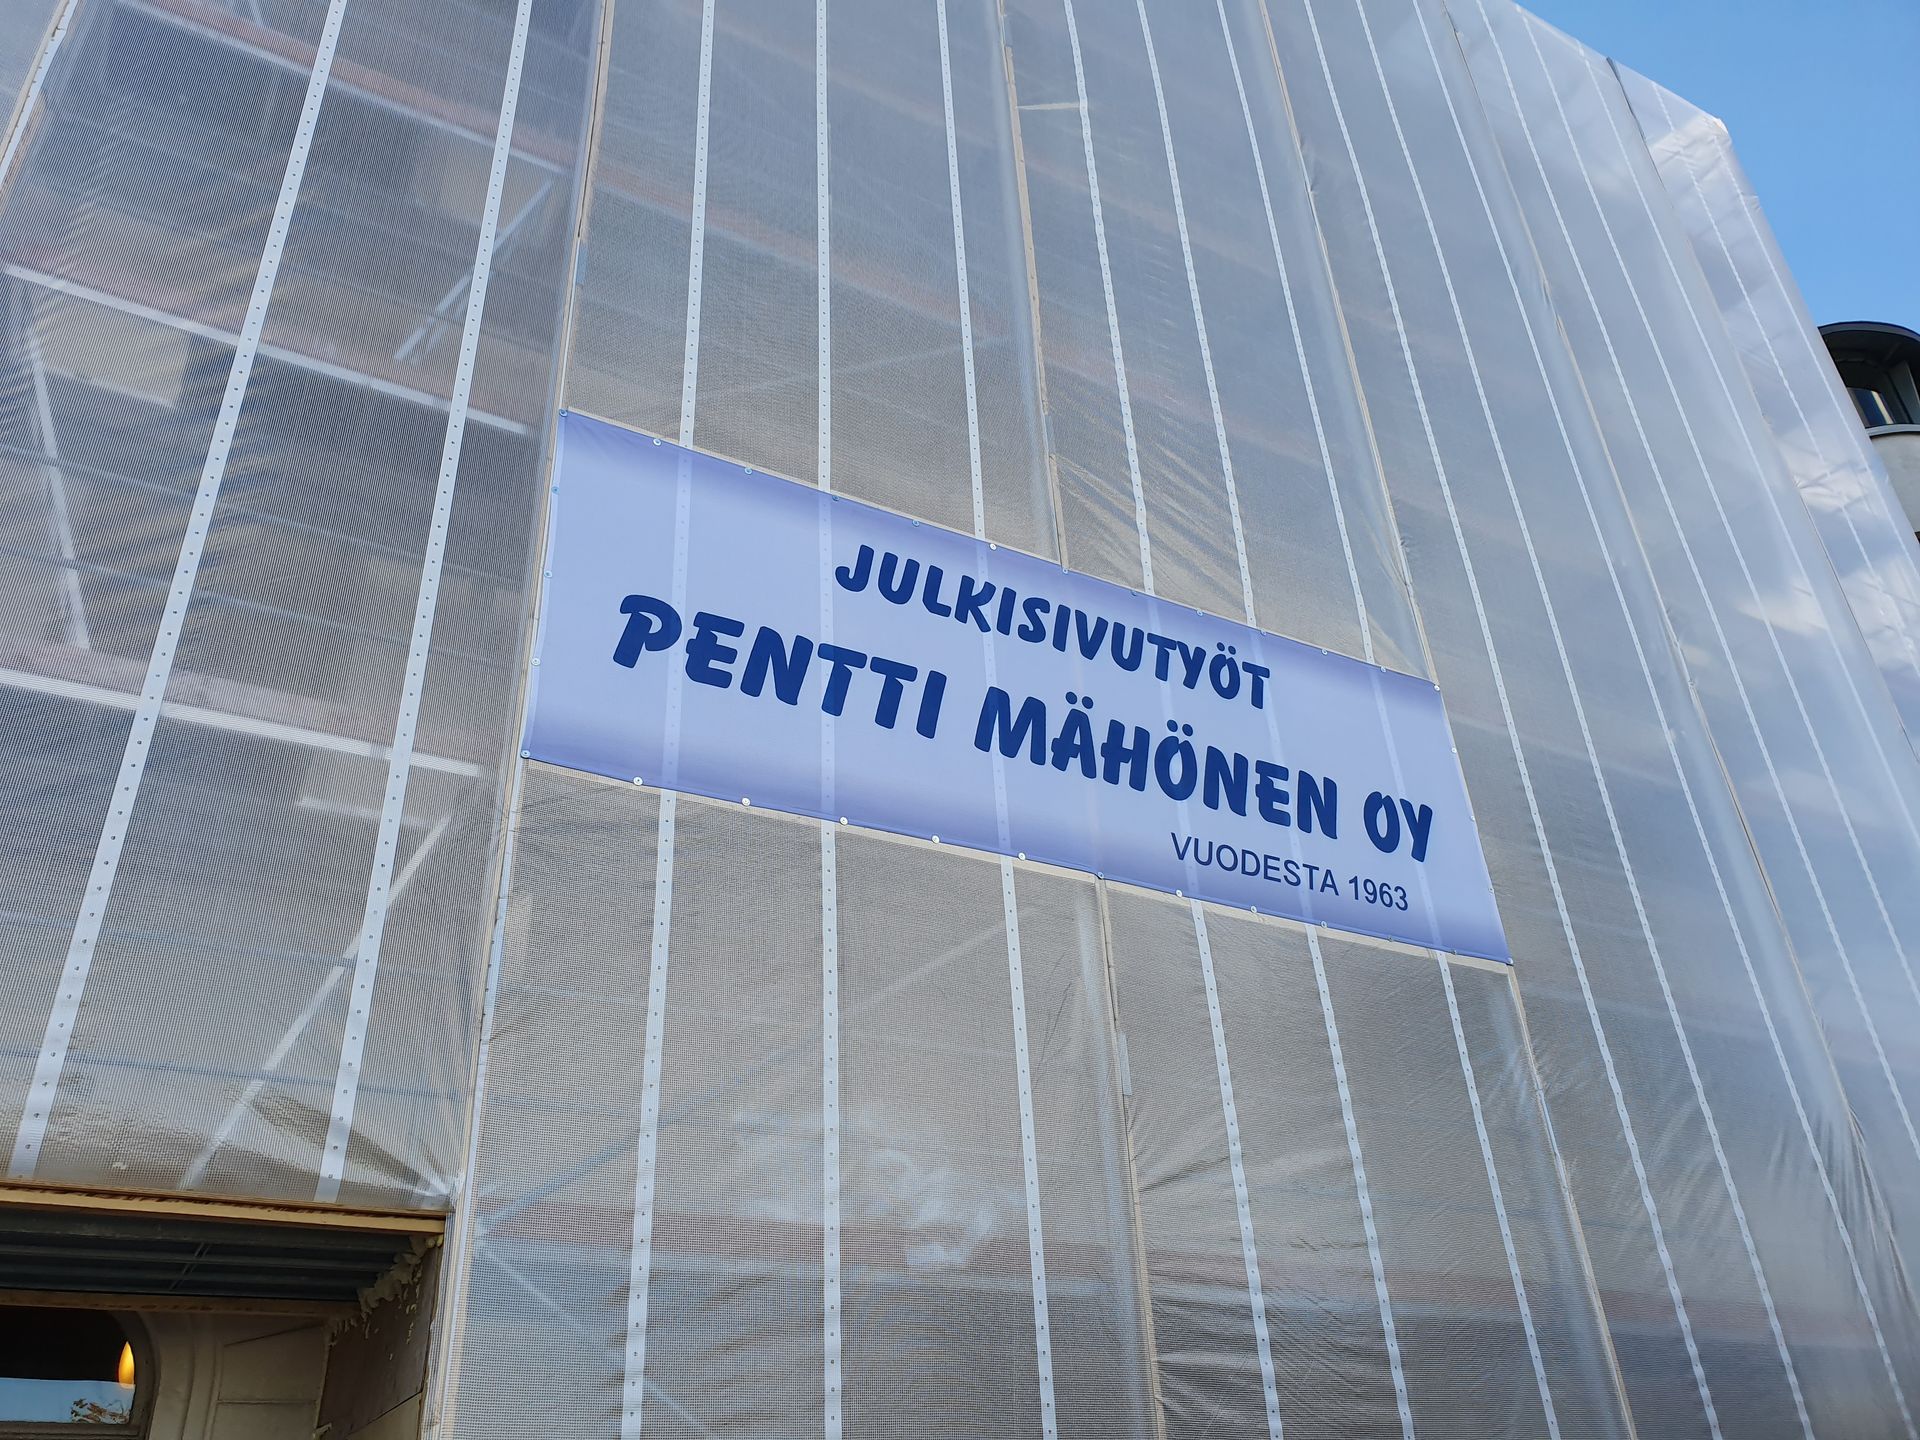 JULKISIVUTYÖT
PENTTI MÄHÖNEN OY
VUODESTA 1963